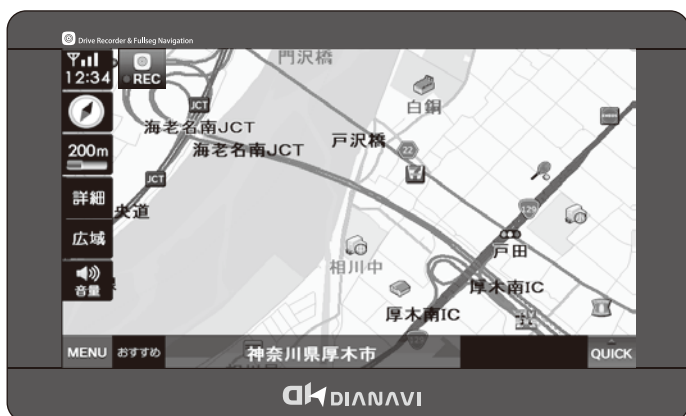 Drive Recorder & Fullseg Navigation
12:34
REC
門沢橋
白銅
JCT
海老名南JCT
戸沢橋
22
200m
海老名南JCT
JCT
詳細
央道
129
広域
戸田
相川中
音量
厚木南IC
厚木南IC
MENU
おすすめ
神奈川県厚木市
QUICK
DIANAVI